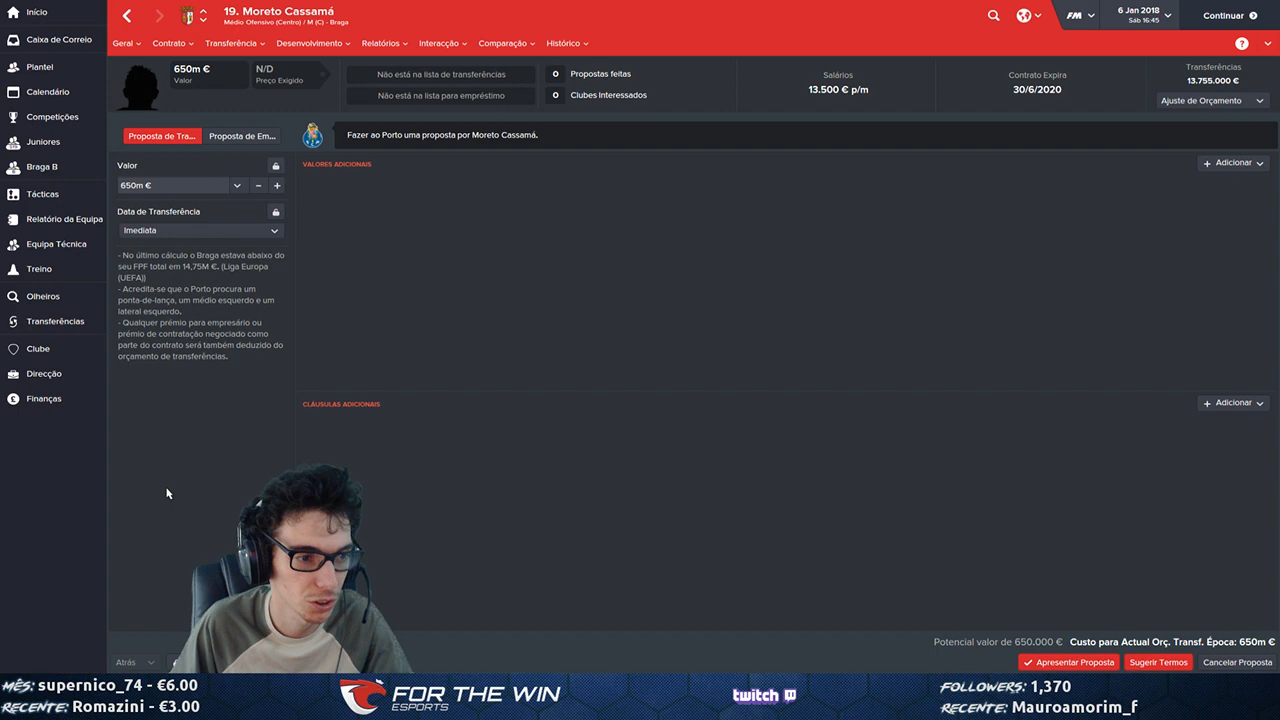 Início
Caixa de Correio
Plantel
Calendário
Competições
Juniores
Braga B
Tácticas
Relatório da Equipa
Equipa Técnica
Treino
Olheiros
Transferências
Clube
Direcção
Finanças
19. Moreto Cassamá
Médio Ofensivo (Centro) / M (C) - Braga
FM
6 Jan 2018
Sáb 16:45
Continuar
Geral Contrato Transferência Desenvolvimento Relatórios Interacção Comparação Histórico
?
650m €
Valor
N/D
Preço Exigido
Não está na lista de transferências
Não está na lista para empréstimo
0 Propostas feitas
0 Clubes Interessados
Salários
13.500 € p/m
Contrato Expira
30/6/2020
Transferências
13.755.000 €
Ajuste de Orçamento
Proposta de Tra... Proposta de Em...
Fazer ao Porto uma proposta por Moreto Cassamá.
Valor
650m €
Data de Transferência
Imediata
- No último cálculo o Braga estava abaixo do
seu FPF total em 14,75M €. (Liga Europa
(UEFA))
- Acredita-se que o Porto procura um
ponta-de-lança, um médio esquerdo e um
lateral esquerdo.
- Qualquer prémio para empresário ou
prémio de contratação negociado como
parte do contrato será também deduzido do
orçamento de transferências.
VALORES ADICIONAIS
+ Adicionar
CLÁUSULAS ADICIONAIS
+ Adicionar
Potencial valor de 650.000 € Custo para Actual Orç. Transf. Época: 650m €
Atrás
Apresentar Proposta Sugerir Termos Cancelar Proposta
MÊS: supernico_74 - €6.00
RECENTE: Romazini - €3.00
FOR THE WIN
ESPORTS
twitch
FOLLOWERS: 1,370
RECENTE: Mauroamorim_f